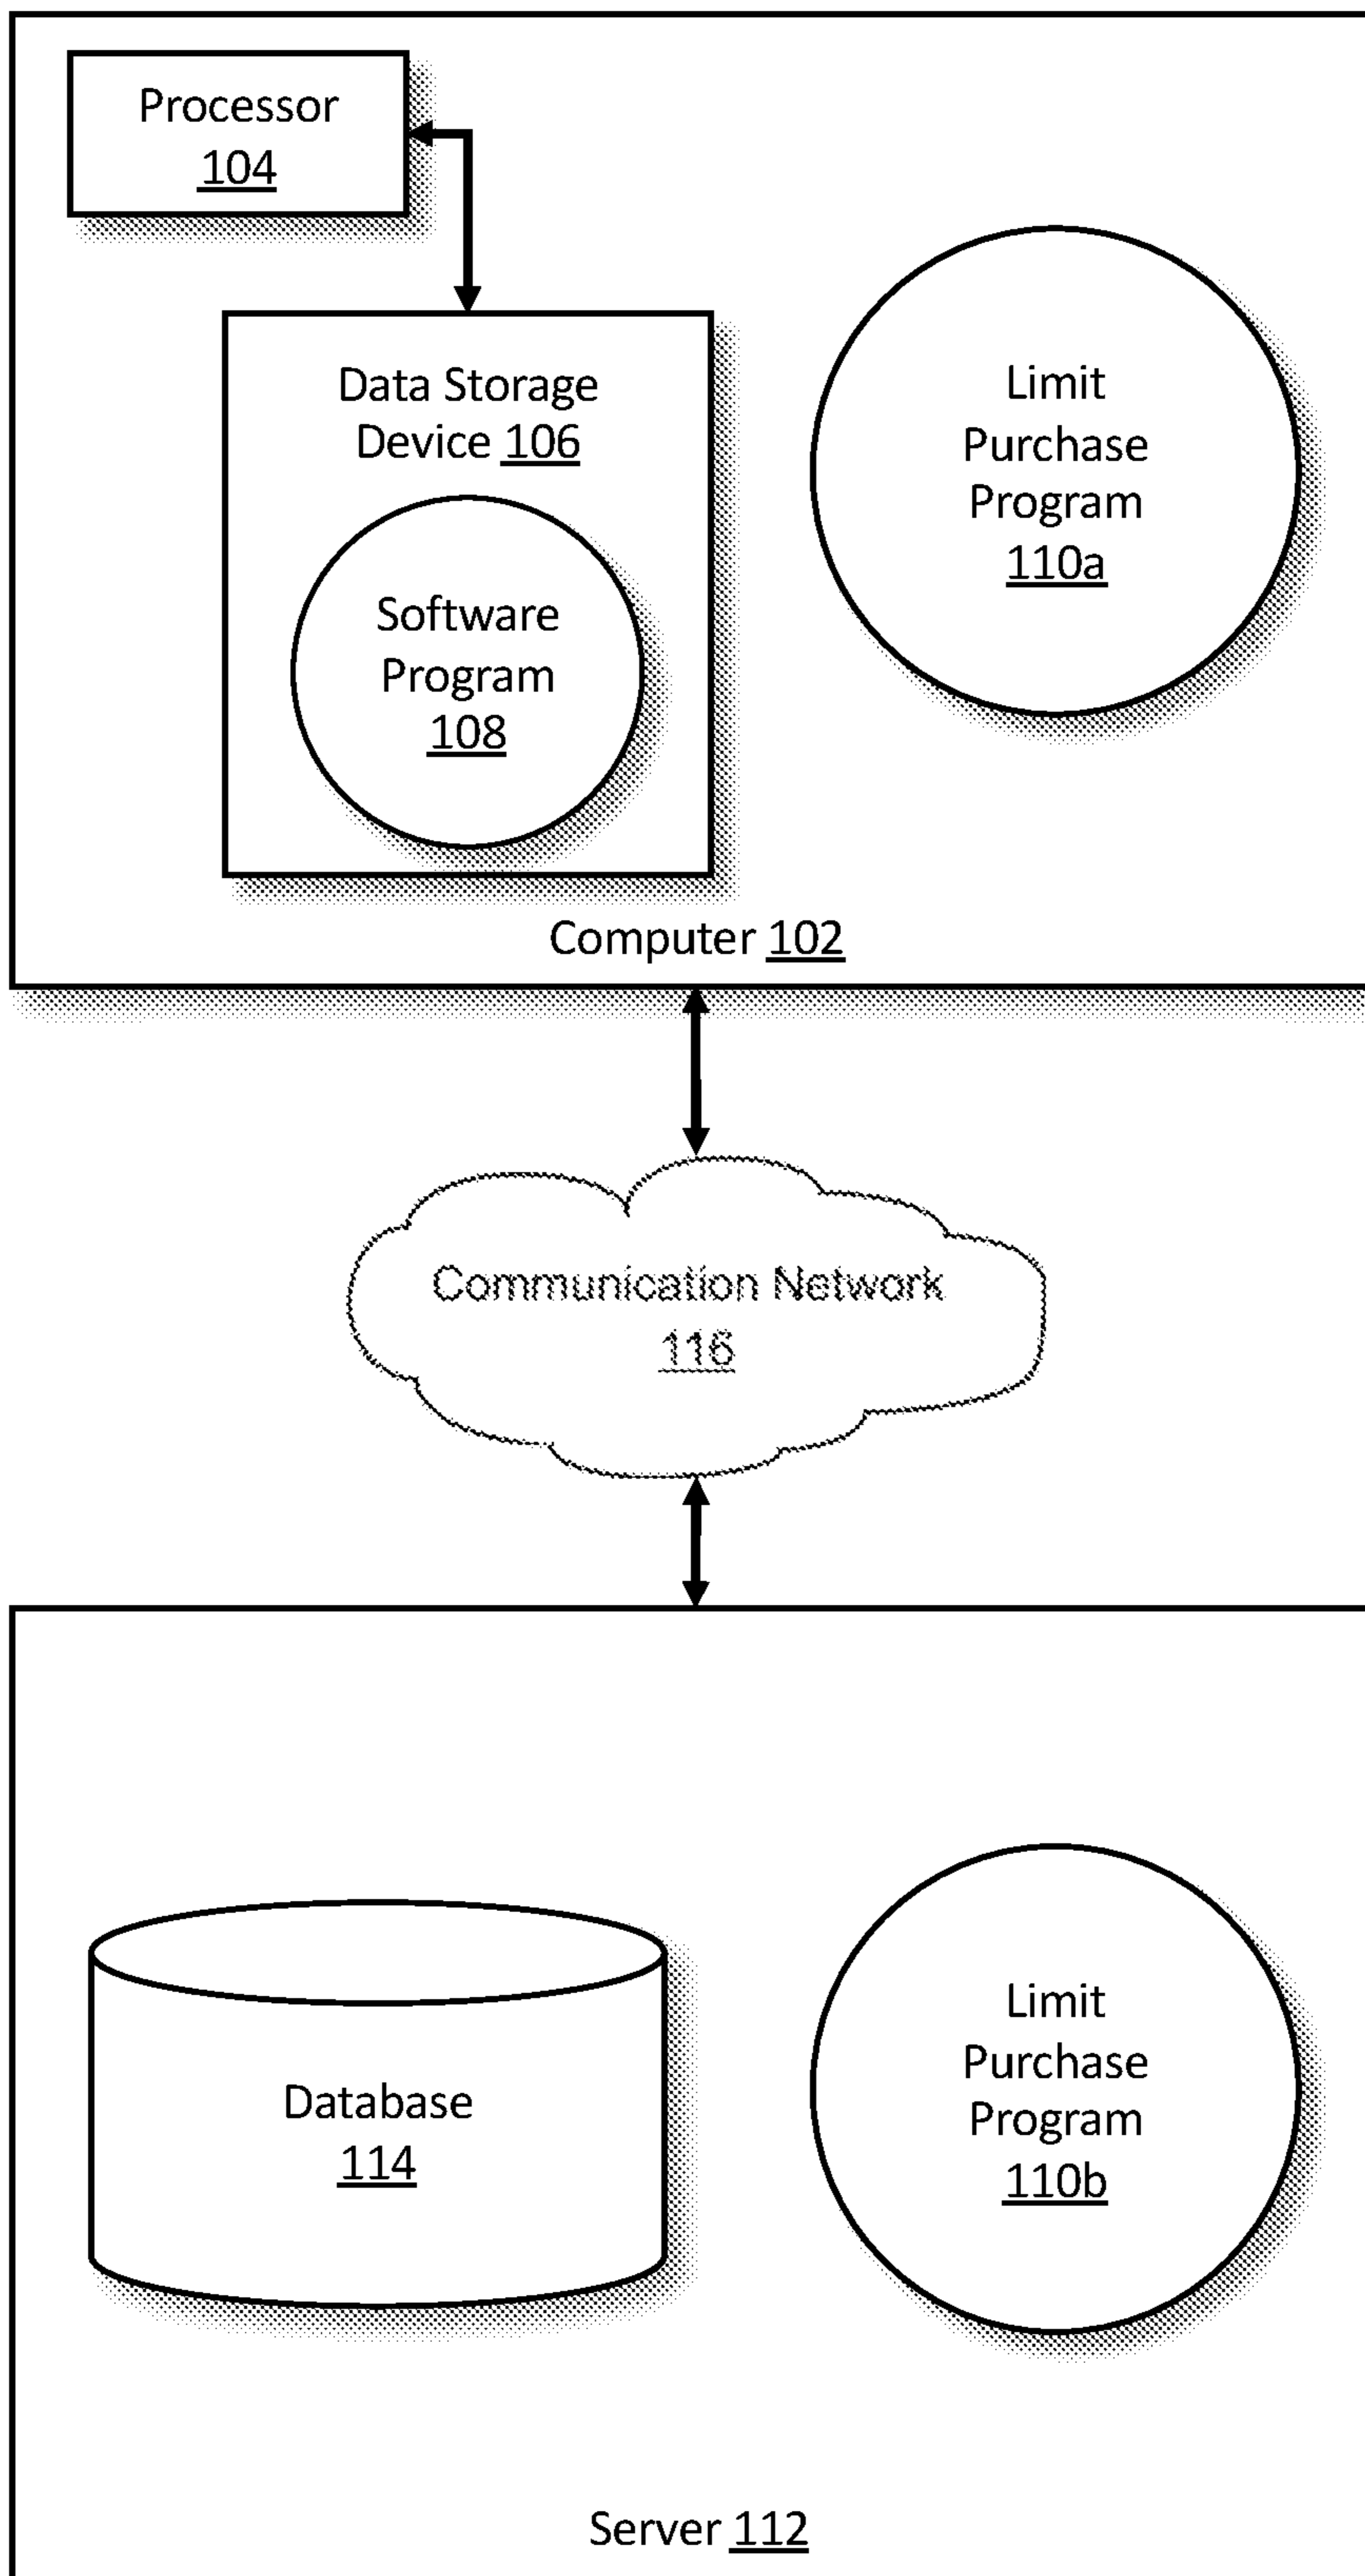 Processor
104
Data Storage
Device 106
Software
Program
108
Limit
Purchase
Program
110a
Computer 102
Communication Network
116
Database
114
Limit
Purchase
Program
110b
Server 112